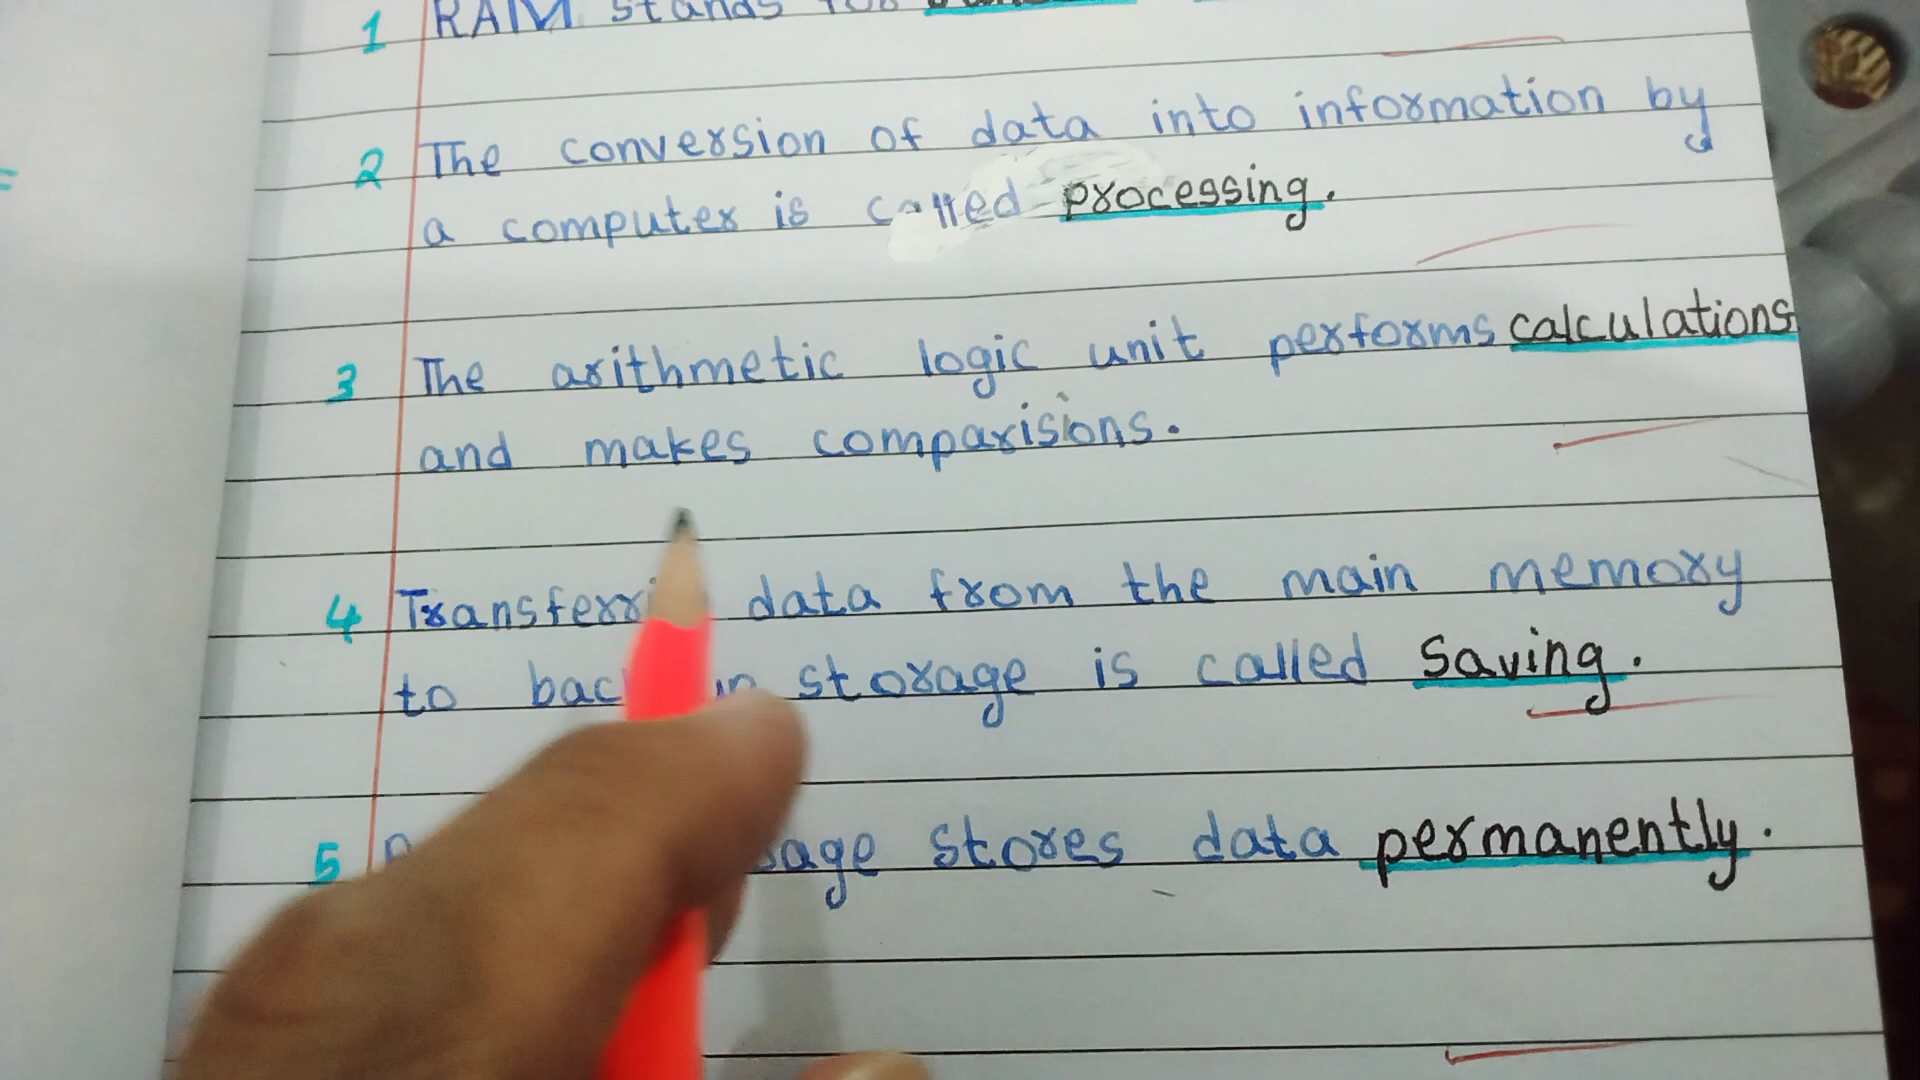 1 RAM stands for
2 The conversion of data into information by
a computer is called processing.
3 The arithmetic logic unit performs calculations
and makes comparisions.
4 data from the main memory
to storage is called saving.
5 stores data permanently.